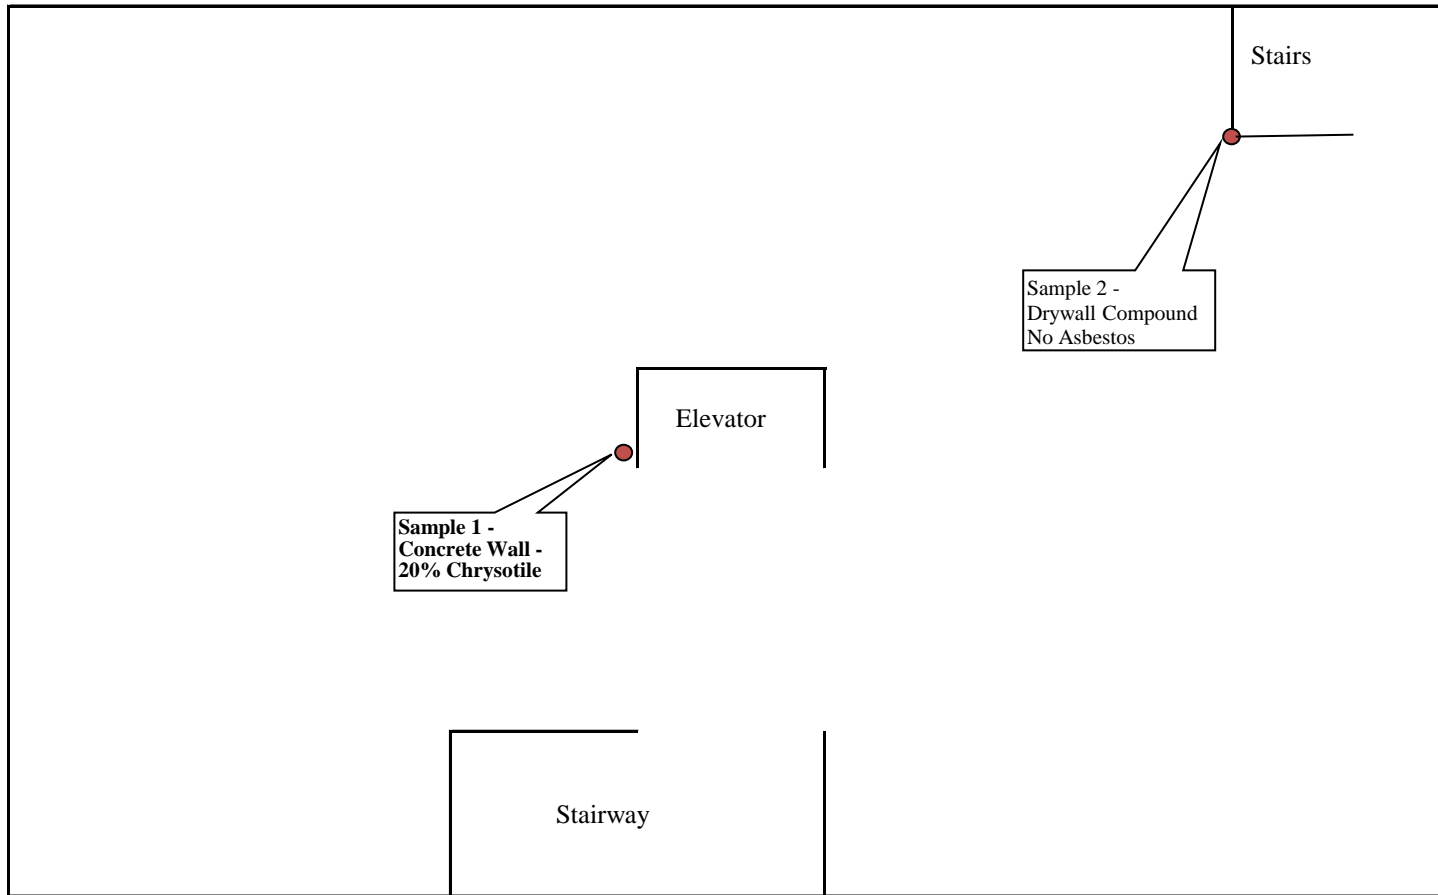 Stairs
Sample 2 -
Drywall Compound
No Asbestos
Elevator
Sample 1 -
Concrete Wall -
20% Chrysotile
Stairway